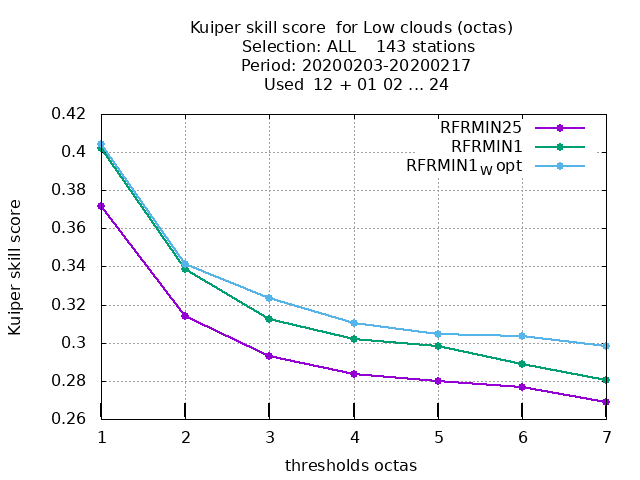 Kuiper skill score  for Low clouds (octas)
Selection: ALL    143 stations
Period: 20200203-20200217
Used  12 + 01 02 ... 24
RFRMIN25
RFRMIN1
RFRMIN1W opt
Kuiper skill score
0.42
0.4
0.38
0.36
0.34
0.32
0.3
0.28
0.26
1 2 3 4 5 6 7
thresholds octas